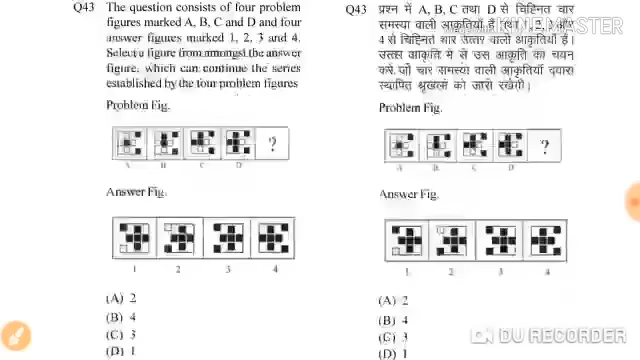 Q43 The question consists of four problem
figures marked A, B, C and D and four
answer figures marked 1, 2, 3 and 4.
Select a figure from amongst the answer
figure, which can continue the series
established by the four problem figures
Problem Fig.
A B C D
?
Answer Fig.
1 2 3 4
(A) 2
(B) 4
(C) 3
(D) 1
Q43 प्रश्न में A, B, C तथा D से चिह्नित चार
समस्या वाली आकृतियाँ हैं तथा 1, 2, 3 और
4 से चिह्नित चार उत्तर वाली आकृतियाँ हैं।
उत्तर आकृति में से उस आकृति का चयन
करें, जो चार समस्या वाली आकृतियों द्वारा
स्थापित श्रृंखला को जारी रखेगी।
Problem Fig.
A B C D
?
Answer Fig.
1 2 3 4
(A) 2
(B) 4
(C) 3
(D) 1
KINEMASTER
DU RECORDER